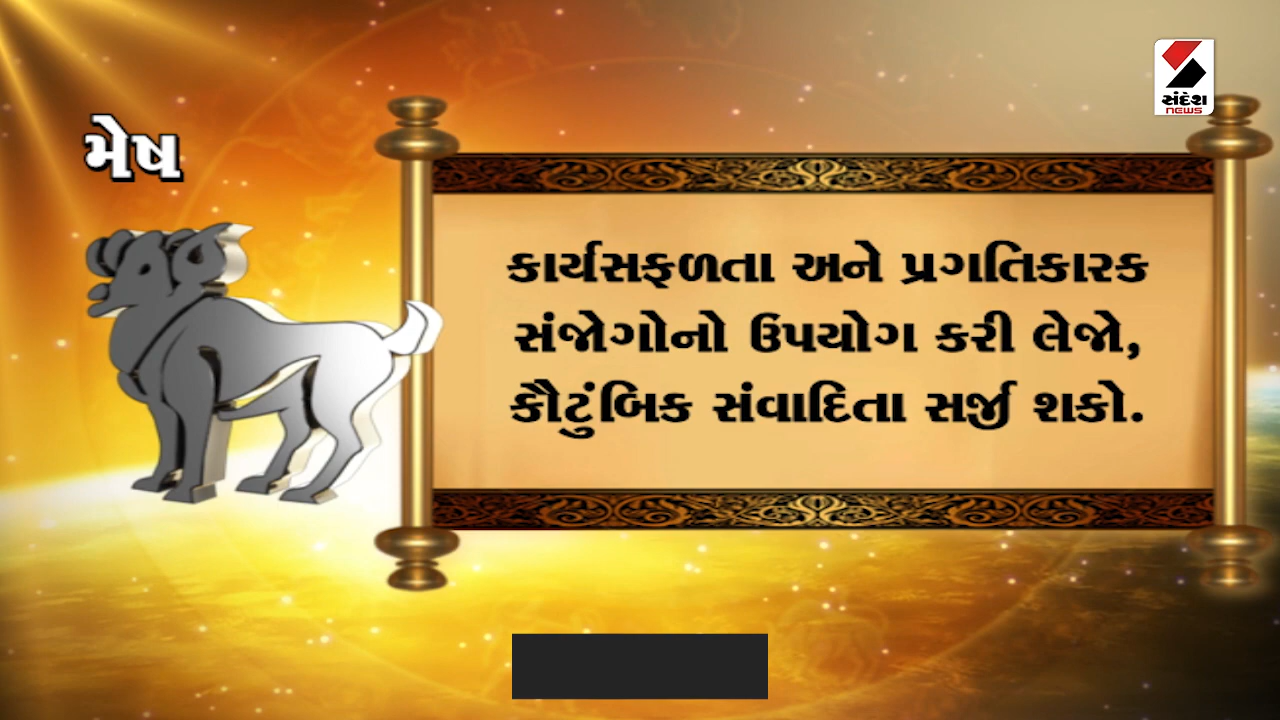 સંદેશ
NEWS
મેષ
કાર્યસફળતા અને પ્રગતિકારક
સંજોગોનો ઉપયોગ કરી લેજો,
કૌટુંબિક સંવાદિતા સર્જી શકો.